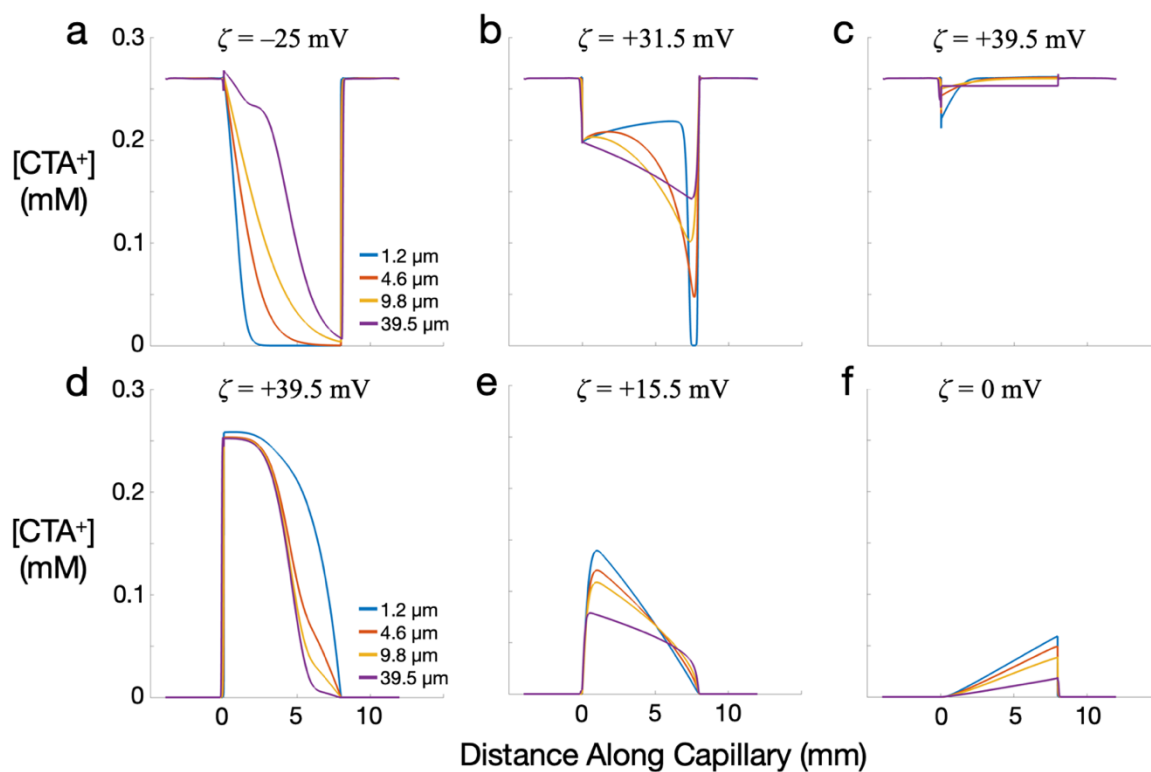 a ζ = –25 mV
b ζ = +31.5 mV
c ζ = +39.5 mV
0.3
0.2
[CTA⁺]
(mM)
0.1
0
1.2 µm
4.6 µm
9.8 µm
39.5 µm
d ζ = +39.5 mV
e ζ = +15.5 mV
f ζ = 0 mV
0.3
0.2
[CTA⁺]
(mM)
0.1
0
1.2 µm
4.6 µm
9.8 µm
39.5 µm
0 5 10
0 5 10
0 5 10
Distance Along Capillary (mm)